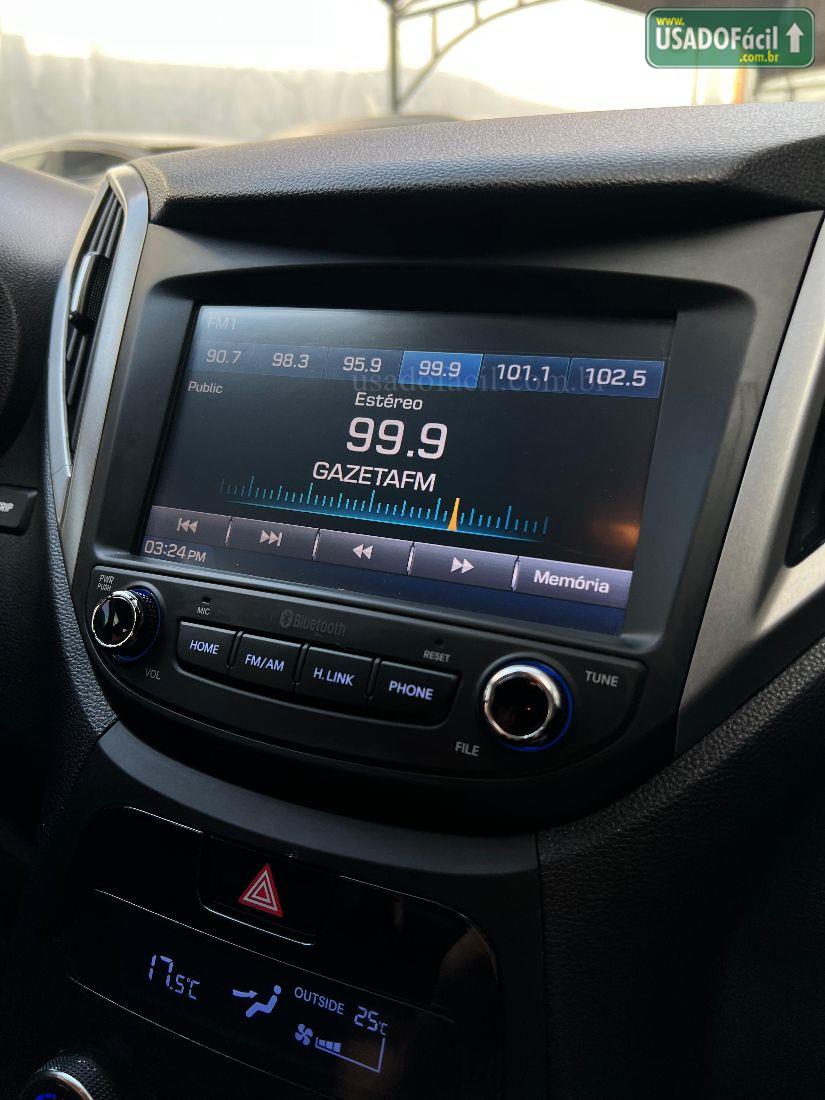 www.
USADOFácil
.com.br
FM1
90.7 98.3 95.9 99.9 101.1 102.5
usadofacil.com.br
Public
Estéreo
99.9
GAZETAFM
Memória
03:24 PM
TRIP
PWR
PUSH
MIC
Bluetooth
VOL
HOME
FM/AM
H.LINK
PHONE
RESET
TUNE
FILE
17.5°C
OUTSIDE 25°C